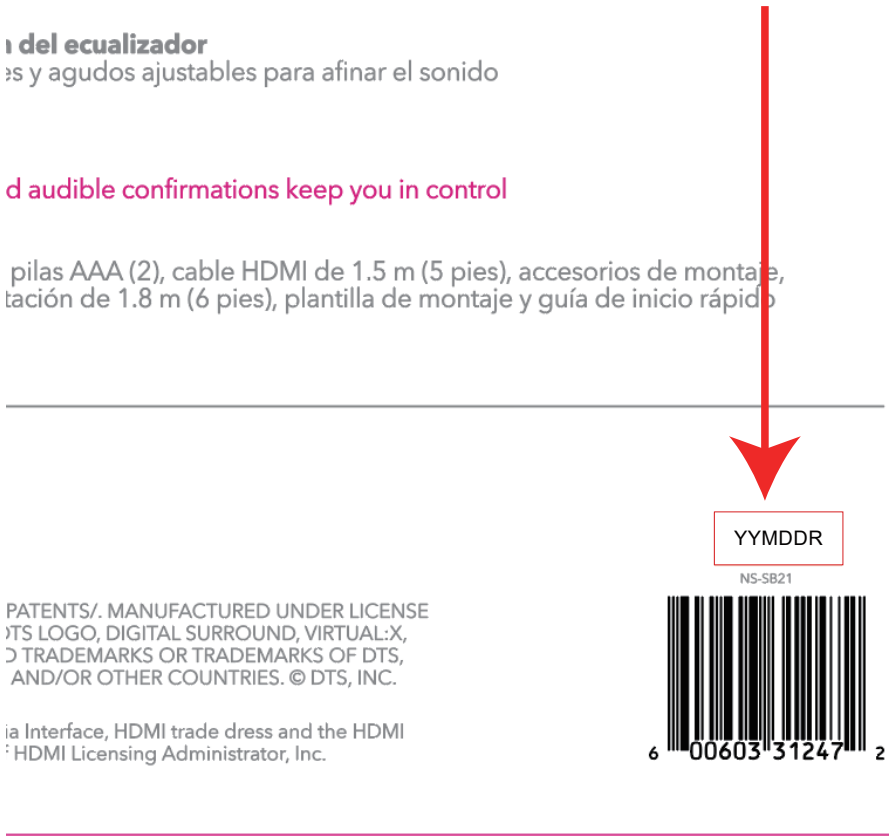 n del ecualizador
es y agudos ajustables para afinar el sonido
d audible confirmations keep you in control
pilas AAA (2), cable HDMI de 1.5 m (5 pies), accesorios de montaje,
tación de 1.8 m (6 pies), plantilla de montaje y guía de inicio rápido
YYMDDR
NS-SB21
PATENTS/. MANUFACTURED UNDER LICENSE
DTS LOGO, DIGITAL SURROUND, VIRTUAL:X,
D TRADEMARKS OR TRADEMARKS OF DTS,
AND/OR OTHER COUNTRIES. © DTS, INC.
ia Interface, HDMI trade dress and the HDMI
HDMI Licensing Administrator, Inc.
6 00603 31247 2